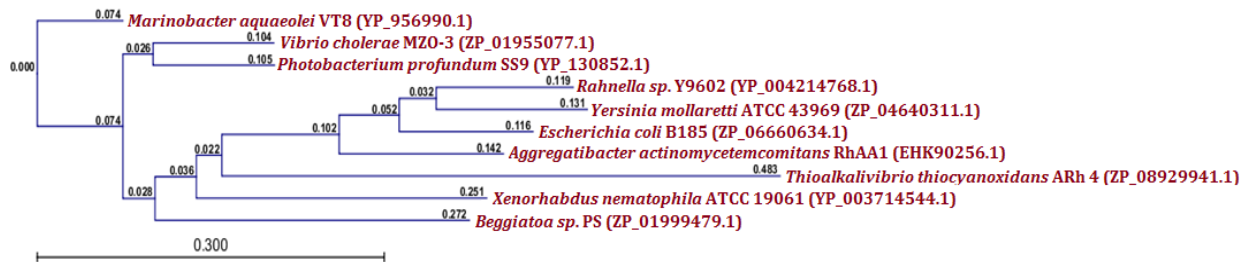 0.074 Marinobacter aquaeolei VT8 (YP_956990.1)
0.104 Vibrio cholerae MZO-3 (ZP_01955077.1)
0.026
0.105 Photobacterium profundum SS9 (YP_130852.1)
0.000
0.119 Rahnella sp. Y9602 (YP_004214768.1)
0.032
0.131 Yersinia mollaretti ATCC 43969 (ZP_04640311.1)
0.052
0.074
0.102
0.116 Escherichia coli B185 (ZP_06660634.1)
0.142 Aggregatibacter actinomycetemcomitans RhAA1 (EHK90256.1)
0.022
0.483 Thioalkalivibrio thiocyanoxidans ARh 4 (ZP_08929941.1)
0.036
0.028
0.251 Xenorhabdus nematophila ATCC 19061 (YP_003714544.1)
0.272 Beggiatoa sp. PS (ZP_01999479.1)
0.300